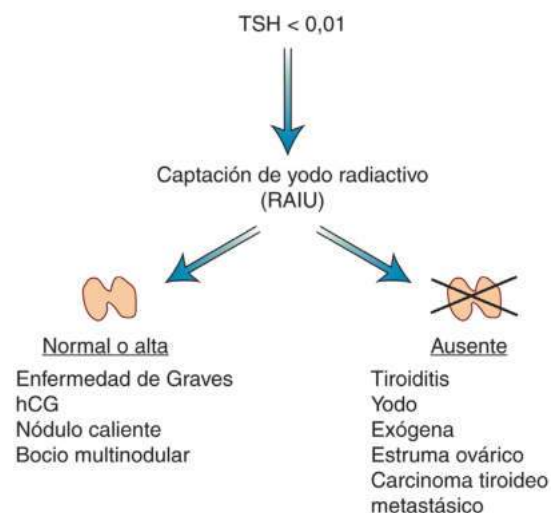 TSH < 0,01
Captación de yodo radiactivo
(RAIU)
Normal o alta
Enfermedad de Graves
hCG
Nódulo caliente
Bocio multinodular
Ausente
Tiroiditis
Yodo
Exógena
Estruma ovárico
Carcinoma tiroideo
metastásico